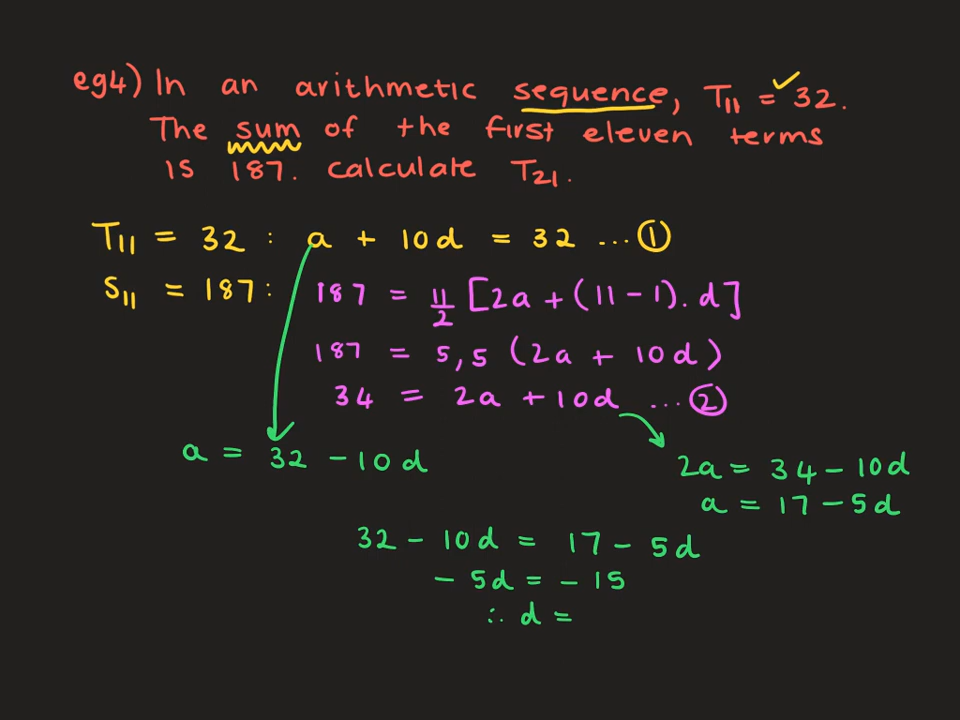 eg4) In an arithmetic sequence, T₁₁ = 32.
The sum of the first eleven terms
is 187. Calculate T₂₁.
T₁₁ = 32 : a + 10d = 32 ... ①
S₁₁ = 187 : 187 = 11/2 [2a + (11 - 1). d]
187 = 5,5 (2a + 10d)
34 = 2a + 10d ... ②
a = 32 - 10d
2a = 34 - 10d
a = 17 - 5d
32 - 10d = 17 - 5d
- 5d = - 15
∴ d =